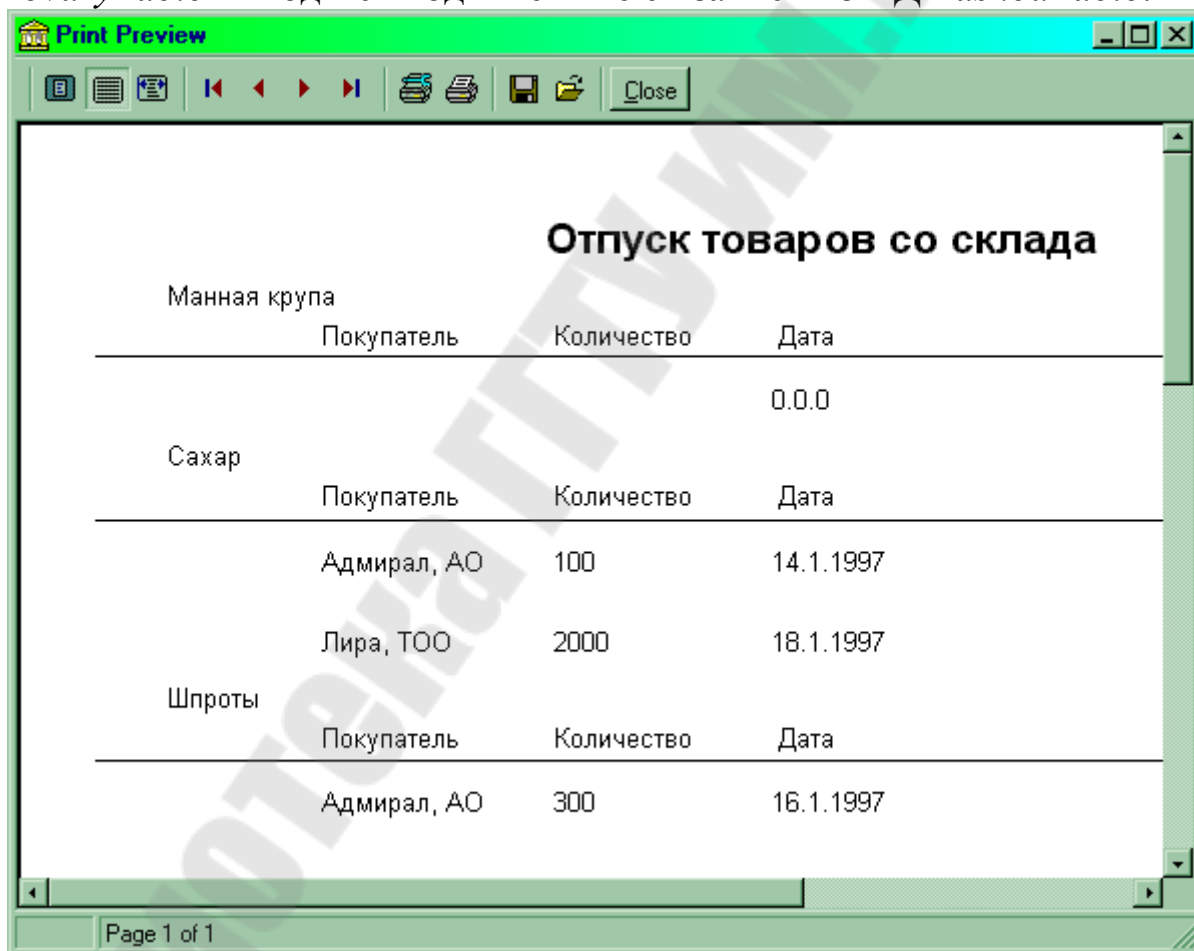 Print Preview
Close
Отпуск товаров со склада
Манная крупа
Покупатель Количество Дата
0.0.0
Сахар
Покупатель Количество Дата
Адмирал, АО 100 14.1.1997
Лира, ТОО 2000 18.1.1997
Шпроты
Покупатель Количество Дата
Адмирал, АО 300 16.1.1997
Page 1 of 1